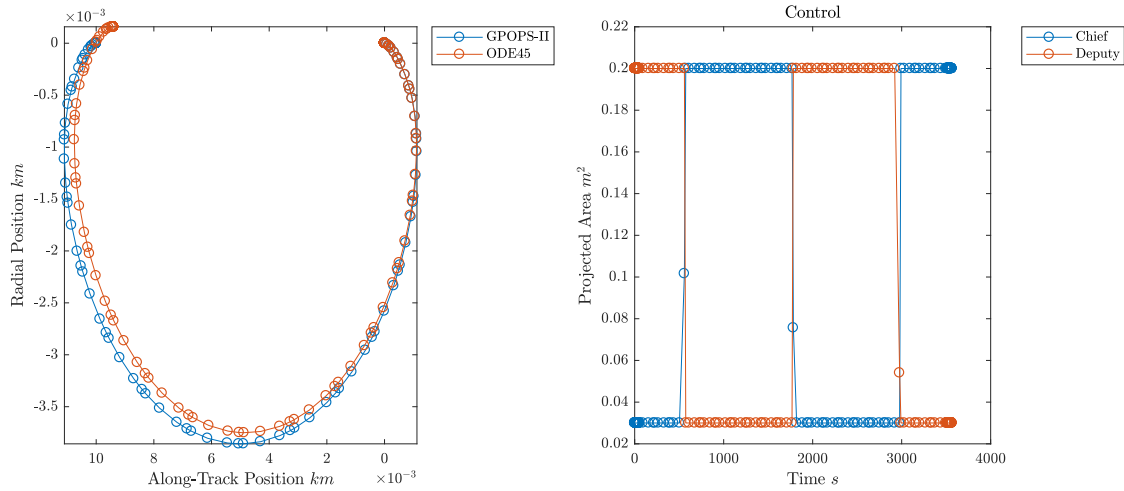 ×10⁻³
0
-0.5
-1
-1.5
-2
-2.5
-3
-3.5
Radial Position km
10 8 6 4 2 0
Along-Track Position km
×10⁻³
GPOPS-II
ODE45
Control
0.22
0.2
0.18
0.16
0.14
0.12
0.1
0.08
0.06
0.04
0.02
Projected Area m²
0 1000 2000 3000 4000
Time s
Chief
Deputy